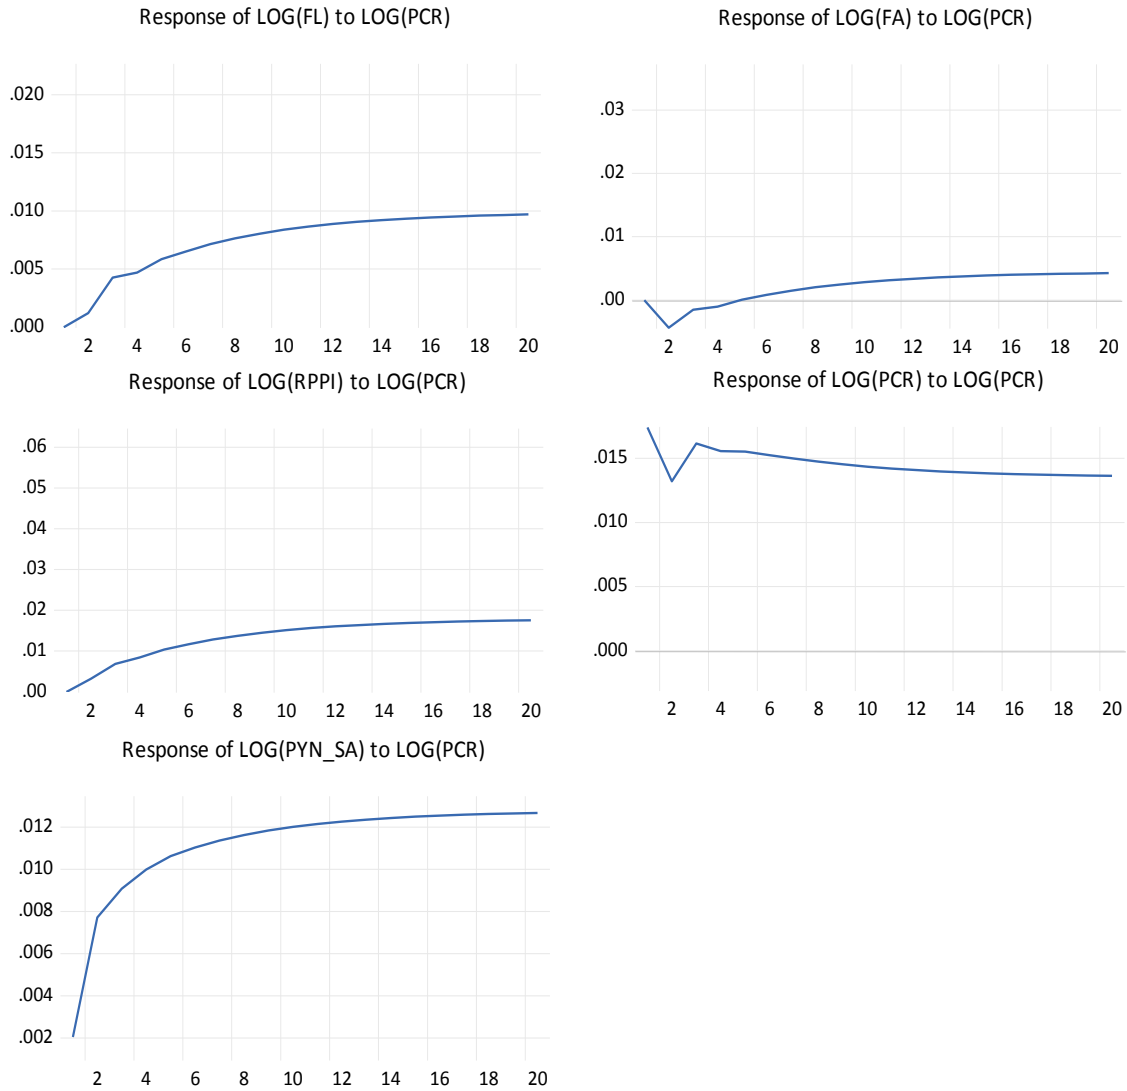 Response of LOG(FL) to LOG(PCR)
.020
.015
.010
.005
.000
2 4 6 8 10 12 14 16 18 20
Response of LOG(FA) to LOG(PCR)
.03
.02
.01
.00
2 4 6 8 10 12 14 16 18 20
Response of LOG(RPPI) to LOG(PCR)
.06
.05
.04
.03
.02
.01
.00
2 4 6 8 10 12 14 16 18 20
Response of LOG(PCR) to LOG(PCR)
.015
.010
.005
.000
2 4 6 8 10 12 14 16 18 20
Response of LOG(PYN_SA) to LOG(PCR)
.012
.010
.008
.006
.004
.002
2 4 6 8 10 12 14 16 18 20